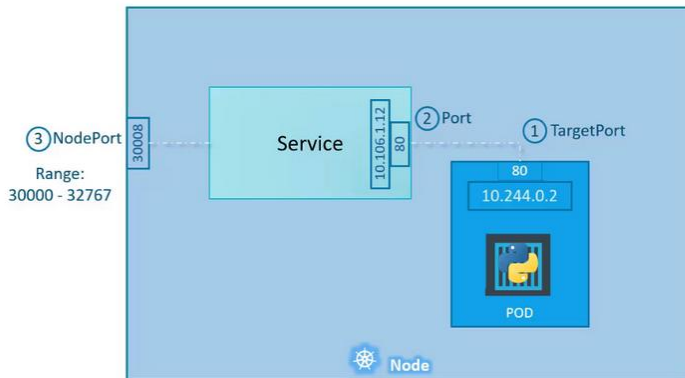 3 NodePort
Range:
30000 - 32767
30008
Service
10.106.1.12
80
2 Port
1 TargetPort
80
10.244.0.2
POD
Node